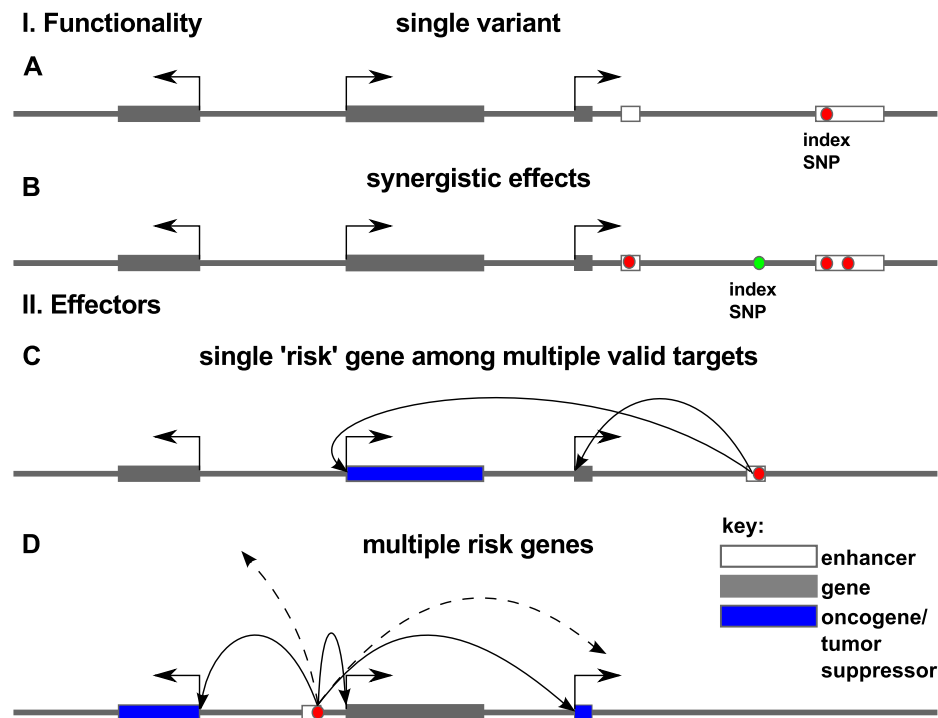 I. Functionality
single variant
A
index
SNP
synergistic effects
B
index
SNP
II. Effectors
C
single 'risk' gene among multiple valid targets
D
multiple risk genes
key:
enhancer
gene
oncogene/
tumor
suppressor